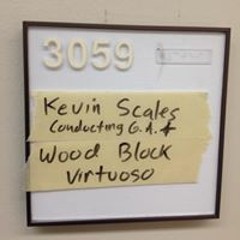 3059
Kevin Scales
Conducting G.A.
Wood Block
Virtuoso